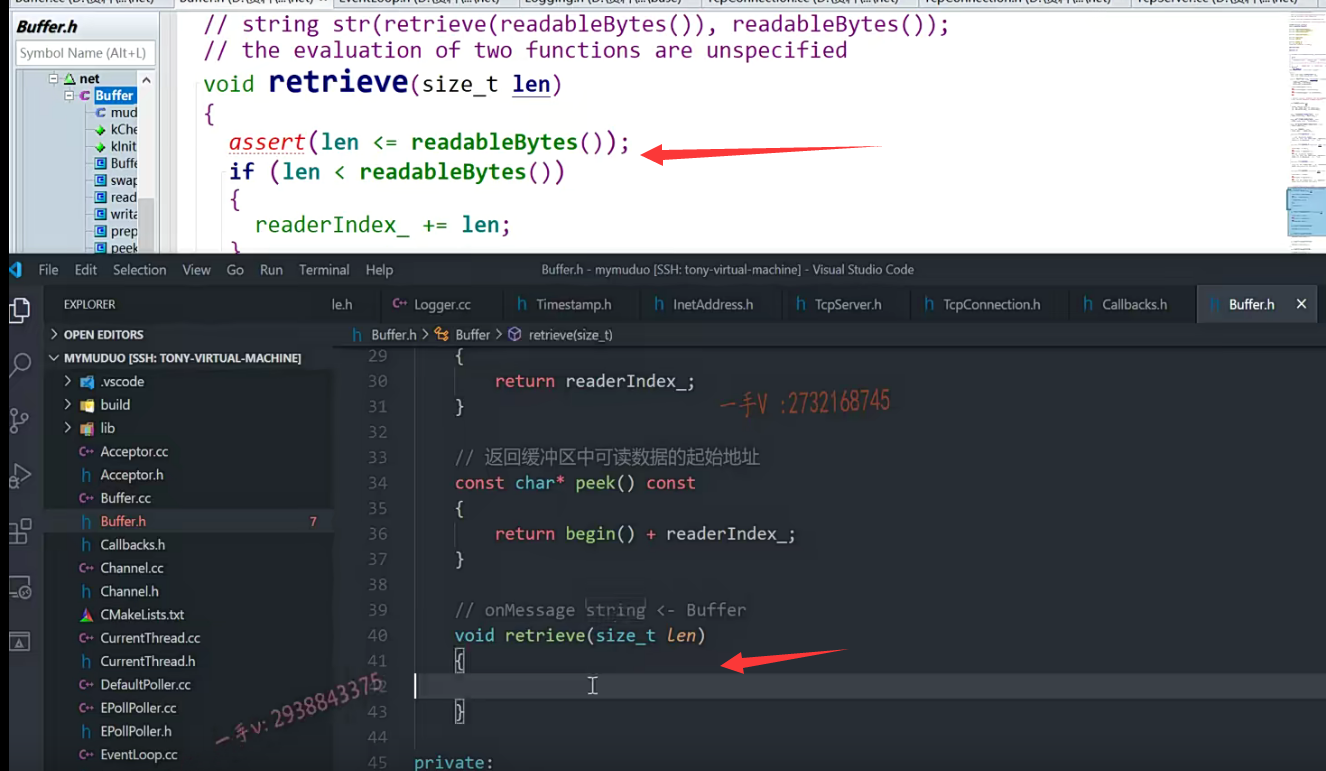 Buffer.h
// string str(retrieve(readableBytes()), readableBytes());
Symbol Name (Alt+L)
// the evaluation of two functions are unspecified
net
void retrieve(size_t len)
Buffer
{
mud
assert(len <= readableBytes());
kChe
if (len < readableBytes())
kInit
{
Buffe
readerIndex_ += len;
swap
}
read
writa
prep
peek
File Edit Selection View Go Run Terminal Help
Buffer.h - mymuduo [SSH: tony-virtual-machine] - Visual Studio Code
EXPLORER
le.h Logger.cc Timestamp.h InetAddress.h TcpServer.h TcpConnection.h Callbacks.h Buffer.h
OPEN EDITORS
Buffer.h > Buffer > retrieve(size_t)
MYMUDUO [SSH: TONY-VIRTUAL-MACHINE]
.vscode
build
lib
Acceptor.cc
Acceptor.h
Buffer.cc
Buffer.h 7
Callbacks.h
Channel.cc
Channel.h
CMakeLists.txt
CurrentThread.cc
CurrentThread.h
DefaultPoller.cc
EPollPoller.cc
EPollPoller.h
EventLoop.cc
29 {
30 return readerIndex_;
31 }
32
33 // 返回缓冲区中可读数据的起始地址
34 const char* peek() const
35 {
36 return begin() + readerIndex_;
37 }
38
39 // onMessage string <- Buffer
40 void retrieve(size_t len)
41 {
42
43 }
44
45 private:
一手V :2732168745
一手v: 2938843375